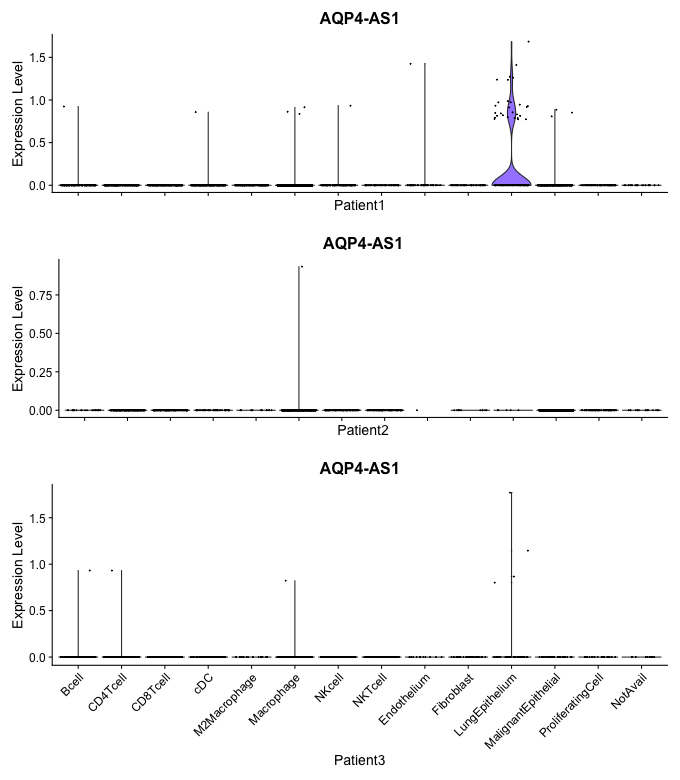 AQP4-AS1
Expression Level
1.5
1.0
0.5
0.0
Patient1
AQP4-AS1
Expression Level
0.75
0.50
0.25
0.00
Patient2
AQP4-AS1
Expression Level
1.5
1.0
0.5
0.0
Bcell
CD4Tcell
CD8Tcell
cDC
M2Macrophage
Macrophage
NKcell
NKTcell
Endothelium
Fibroblast
LungEpithelium
MalignantEpithelial
ProliferatingCell
NotAvail
Patient3